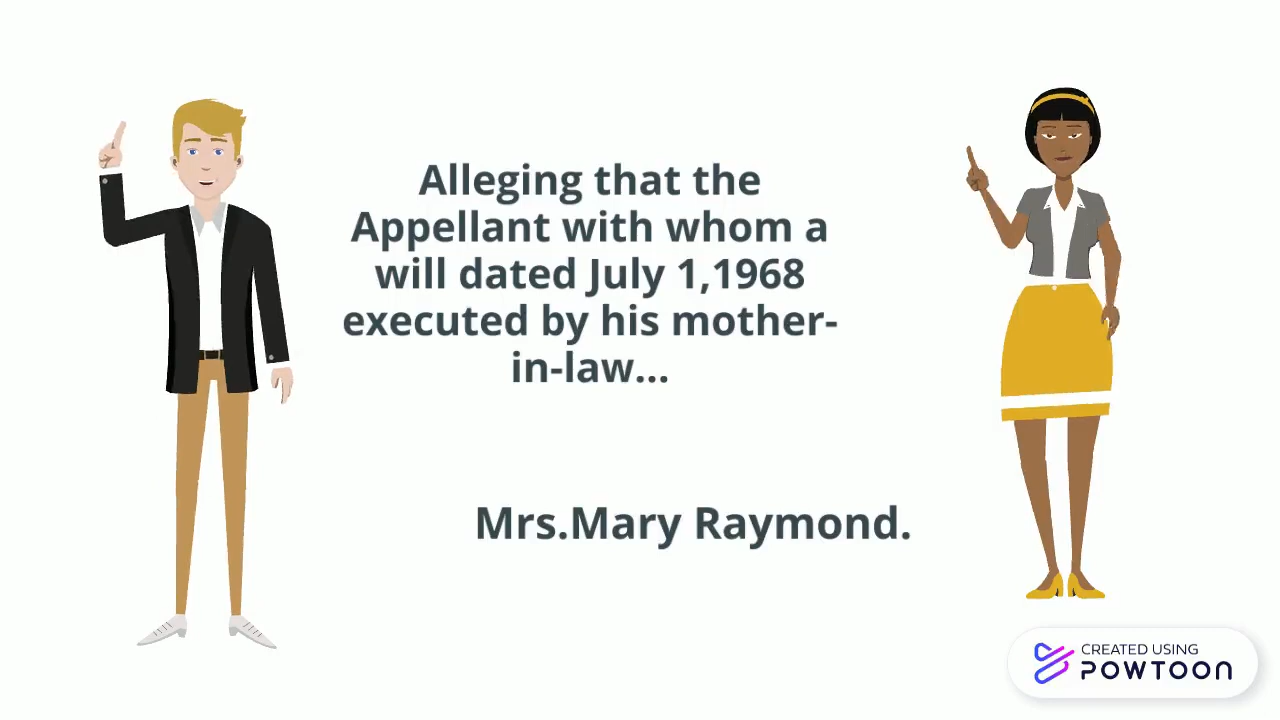 Alleging that the
Appellant with whom a
will dated July 1,1968
executed by his mother-
in-law...
Mrs.Mary Raymond.
CREATED USING
POWTOON